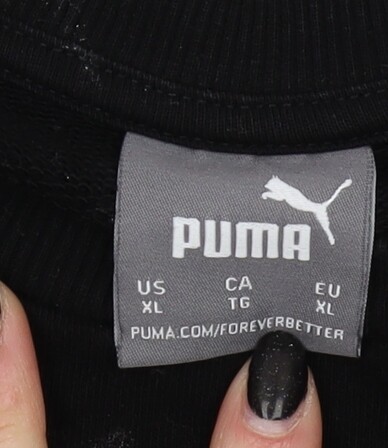 PUMA
US CA EU
XL TG XL
PUMA.COM/FOREVERBETTER